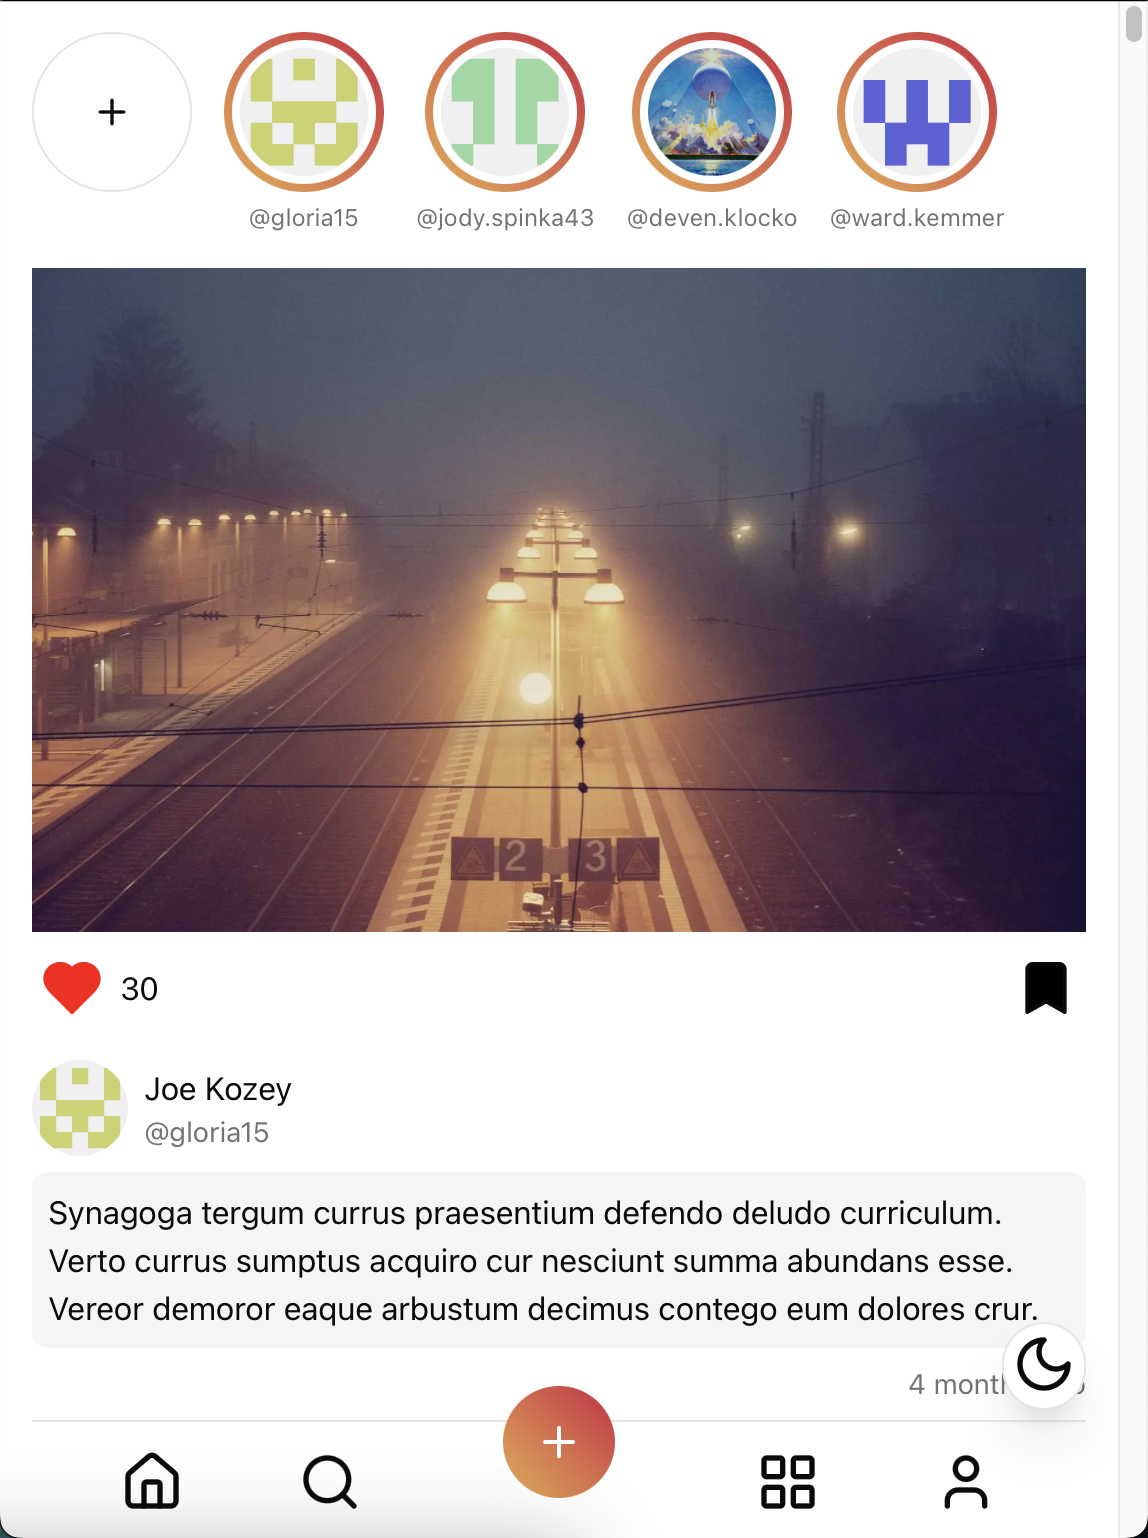 @gloria15
@jody.spinka43
@deven.klocko
@ward.kemmer
2 3
30
Joe Kozey
@gloria15
Synagoga tergum currus praesentium defendo deludo curriculum.
Verto currus sumptus acquiro cur nesciunt summa abundans esse.
Vereor demoror eaque arbustum decimus contego eum dolores crur.
4